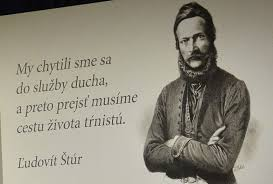 My chytili sme sa
do služby ducha,
a preto prejsť musíme
cestu života tŕnistú.
Ľudovít Štúr